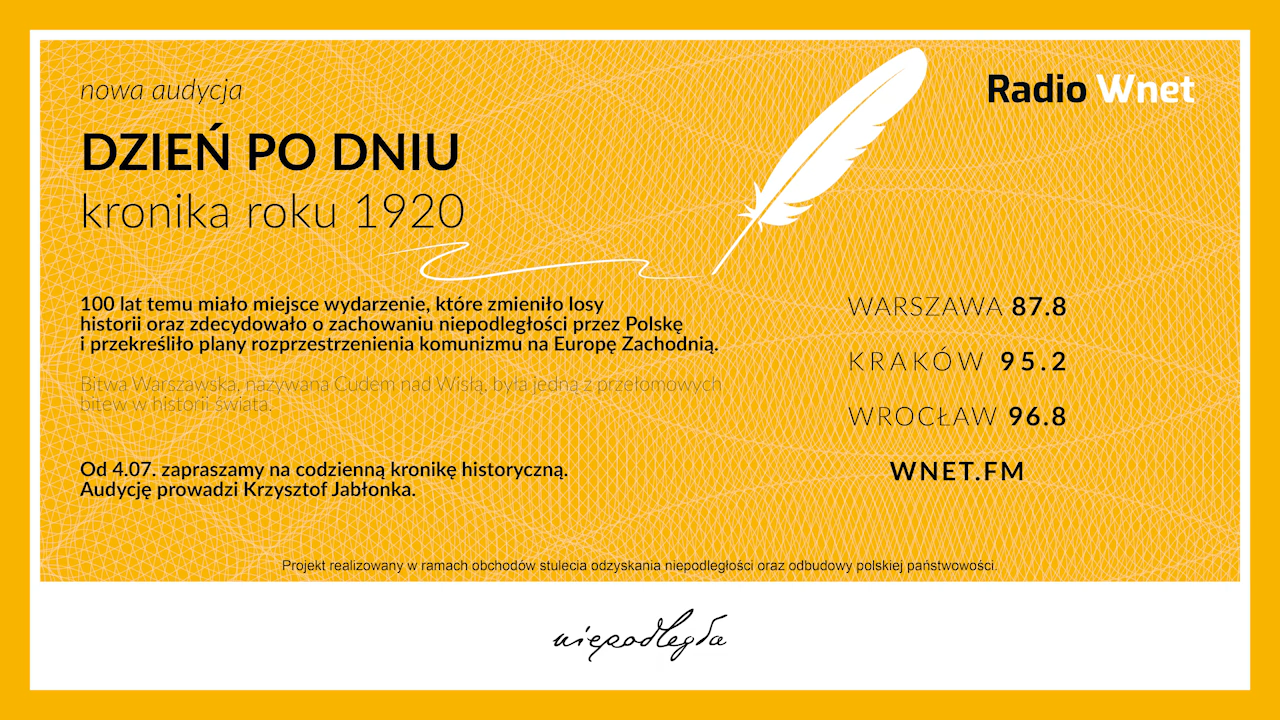 nowa audycja
Radio Wnet
DZIEŃ PO DNIU
kronika roku 1920
100 lat temu miało miejsce wydarzenie, które zmieniło losy
historii oraz zdecydowało o zachowaniu niepodległości przez Polskę
i przekreśliło plany rozprzestrzenienia komunizmu na Europę Zachodnią.
Bitwa Warszawska, nazywana Cudem nad Wisłą, była jedną z przełomowych
bitew w historii świata.
Od 4.07. zapraszamy na codzienną kronikę historyczną.
Audycję prowadzi Krzysztof Jabłonka.
WARSZAWA 87.8
KRAKÓW 95.2
WROCŁAW 96.8
WNET.FM
Projekt realizowany w ramach obchodów stulecia odzyskania niepodległości oraz odbudowy polskiej państwowości.
niepodległa